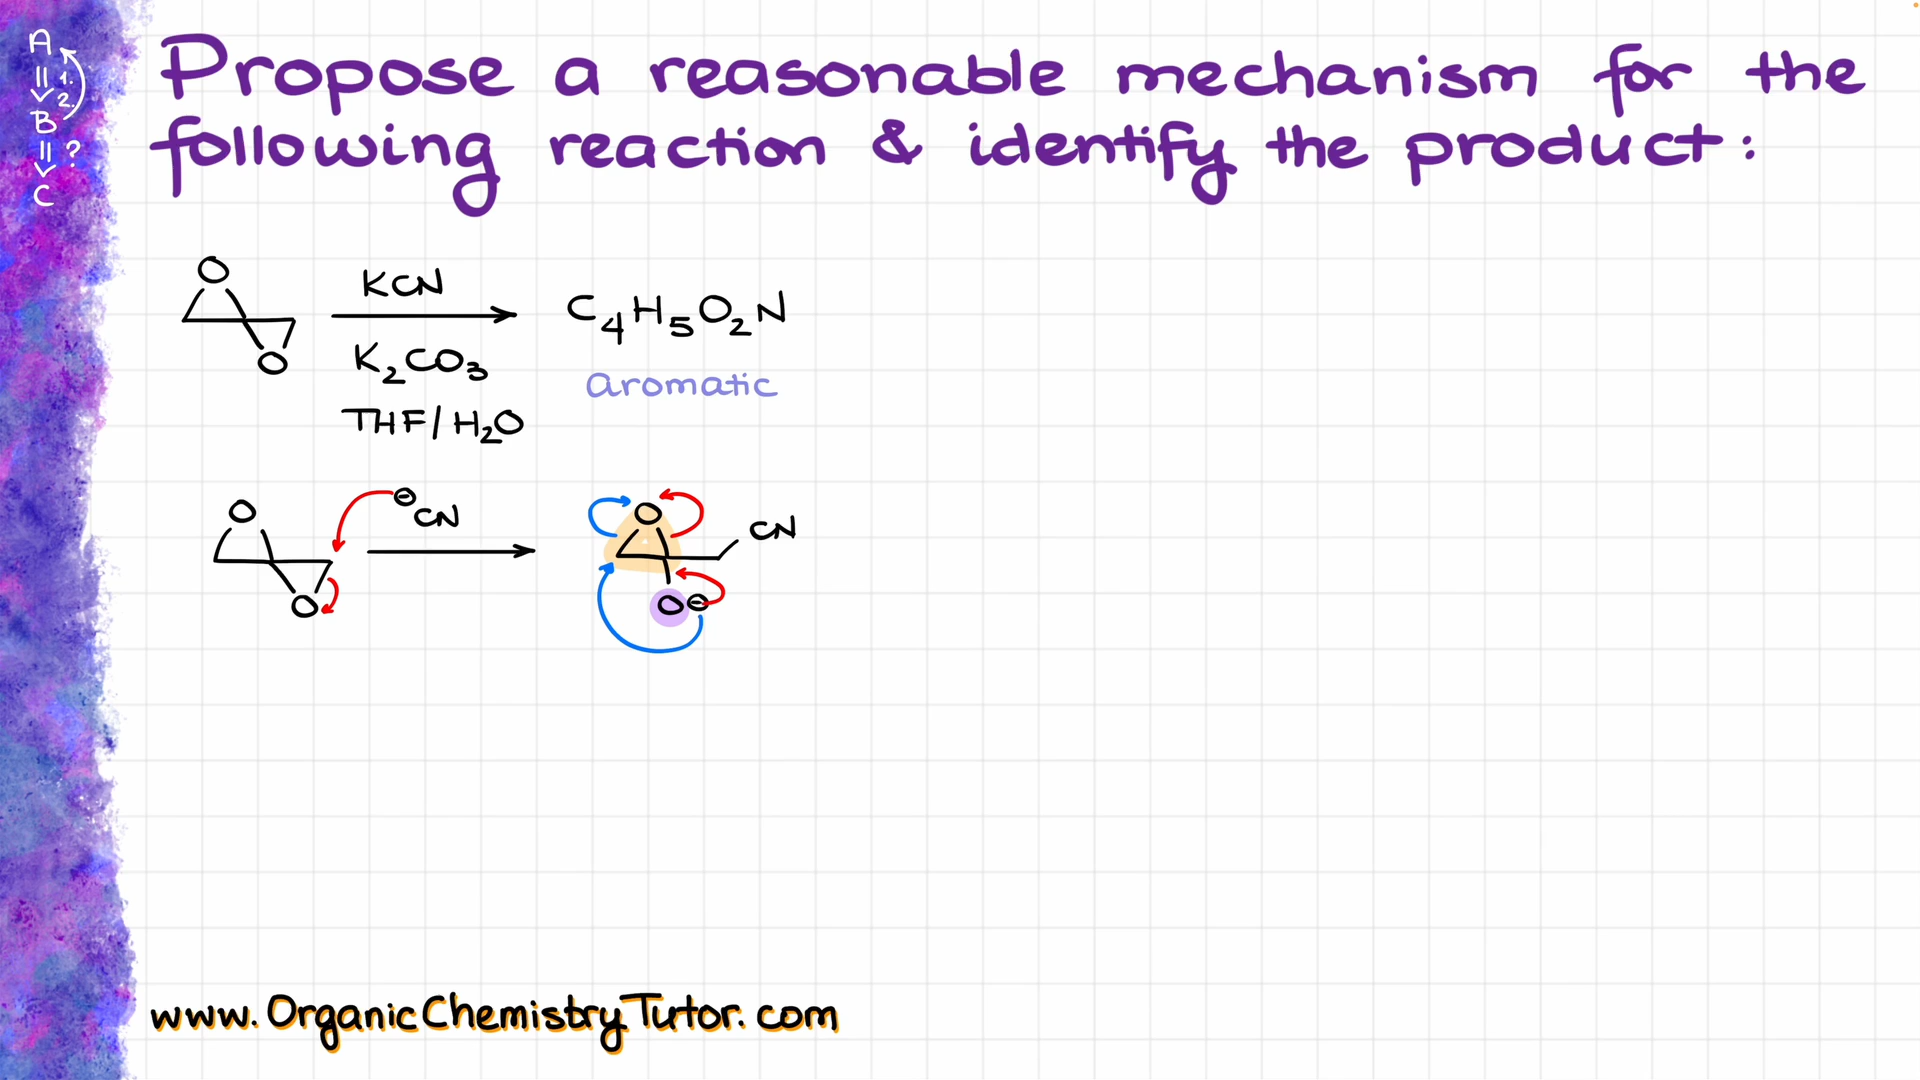 A
1.
2.
B
?
C
Propose a reasonable mechanism for the
following reaction & identify the product:
O
O
KCN
K₂CO₃
THF/H₂O
C₄H₅O₂N
aromatic
O
O
⊖
CN
O
CN
O⊖
www.OrganicChemistryTutor.com